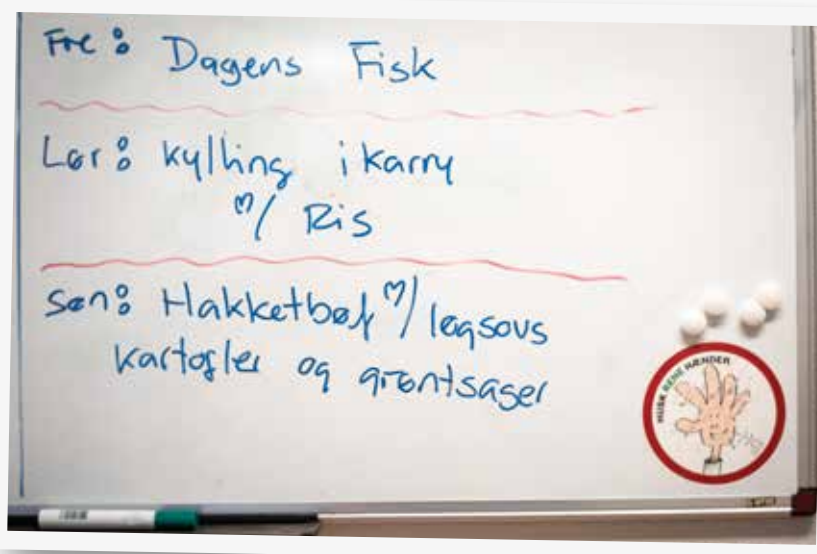 Fre: Dagens Fisk
Lør: Kylling i karry
m/ Ris
Søn: Hakketbøf m/ løgsovs
kartofler og grøntsager
HUSK RENE HÆNDER